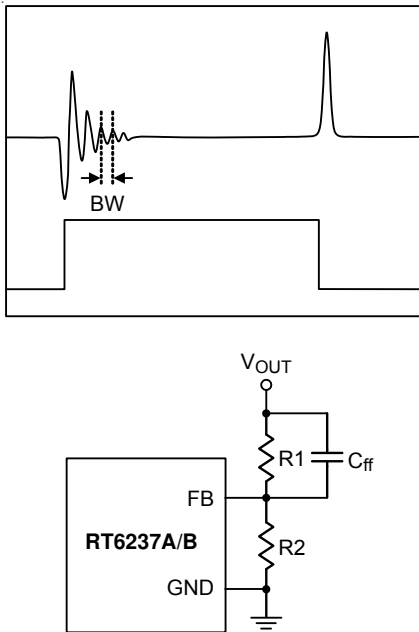 BW
VOUT
R1
Cff
FB
RT6237A/B
R2
GND